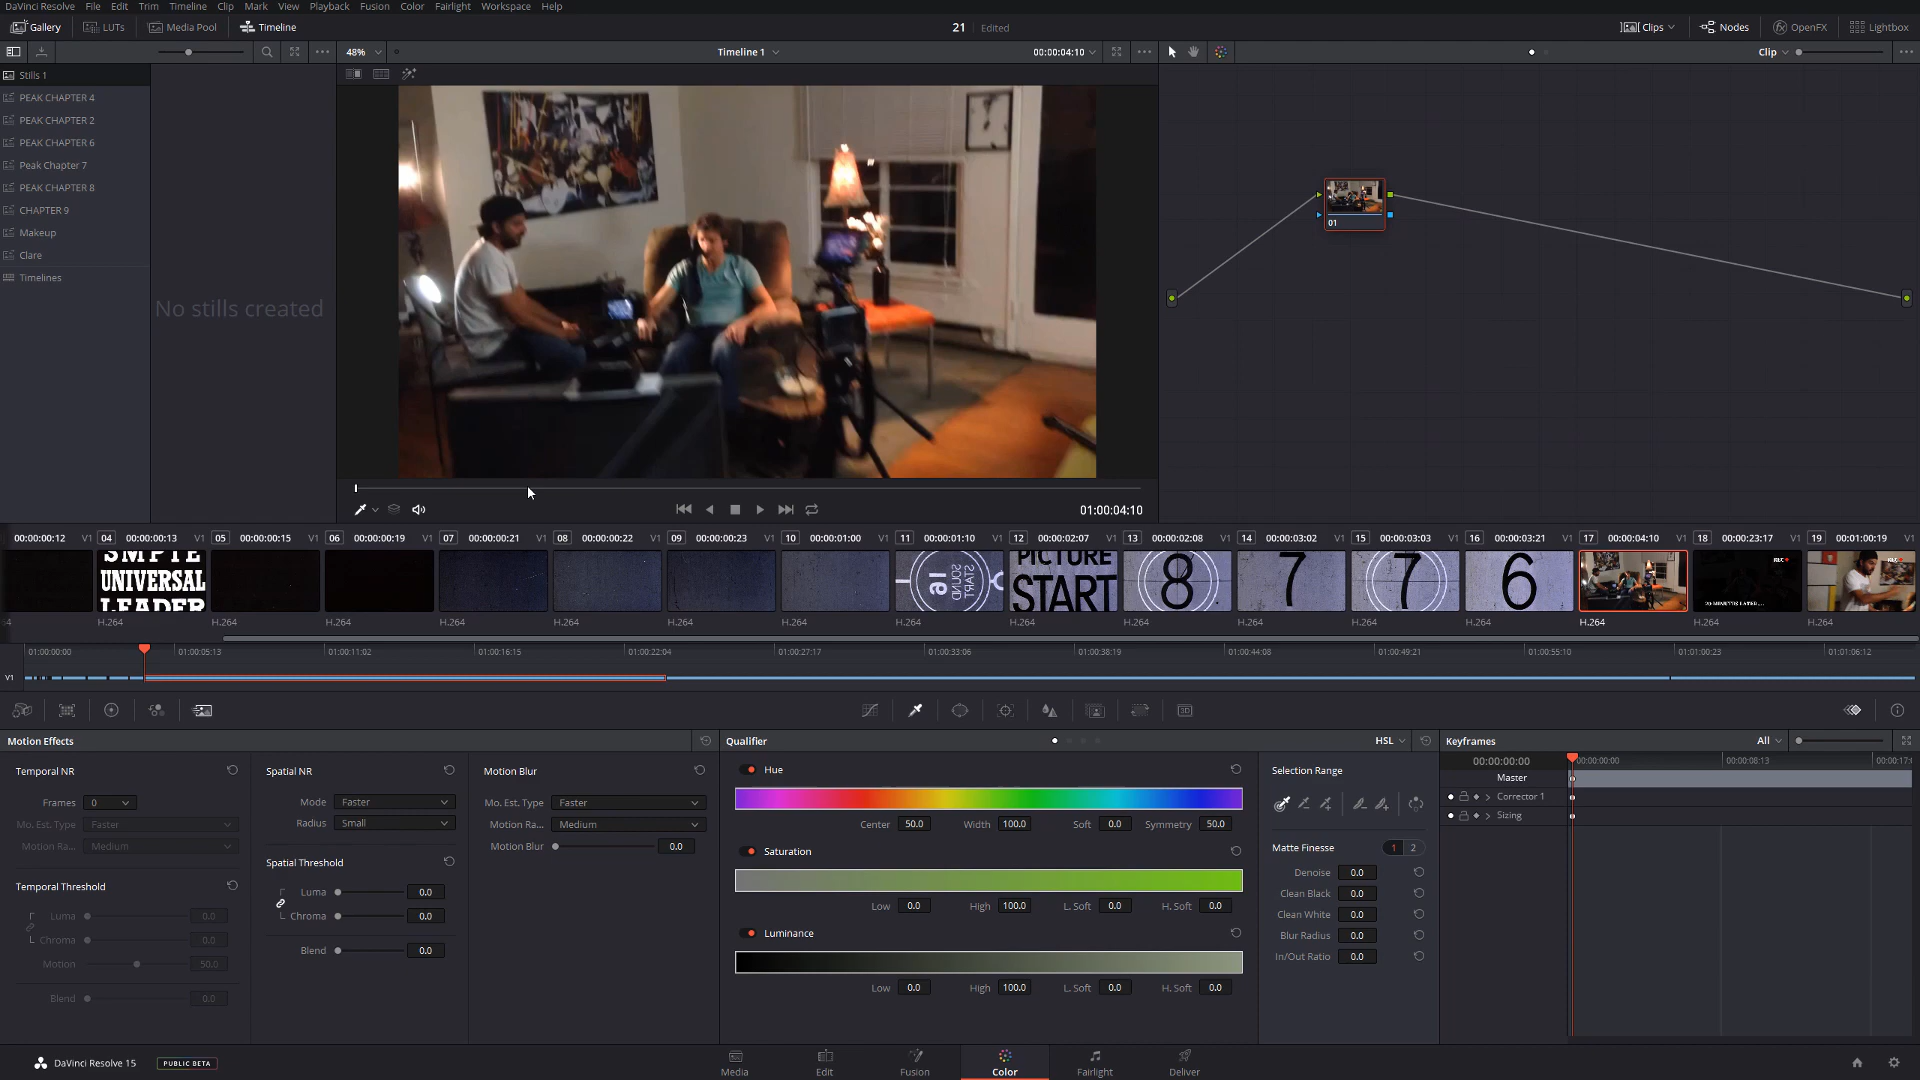 DaVinci Resolve File Edit Trim Timeline Clip Mark View Playback Fusion Color Fairlight Workspace Help
Gallery LUTs Media Pool Timeline 21 Edited Clips Nodes OpenFX Lightbox
48% Timeline 1 00:00:04:10 Clip
Stills 1
PEAK CHAPTER 4
PEAK CHAPTER 2
PEAK CHAPTER 6
Peak Chapter 7
PEAK CHAPTER 8
CHAPTER 9
Makeup
Clare
Timelines
No stills created
01
01:00:04:10
00:00:00:12 V1 04 00:00:00:13 V1 05 00:00:00:15 V1 06 00:00:00:19 V1 07 00:00:00:21 V1 08 00:00:00:22 V1 09 00:00:00:23 V1 10 00:00:01:00 V1 11 00:00:01:10 V1 12 00:00:02:07 V1 13 00:00:02:08 V1 14 00:00:03:02 V1 15 00:00:03:03 V1 16 00:00:03:21 V1 17 00:00:04:10 V1 18 00:00:23:17 V1 19 00:01:00:19 V1
SMPTE
UNIVERSAL
LEADER
16
SOUND
START
PICTURE
START
8 7 7 6
REC
20 MINUTES LATER....
REC
64 H.264 H.264 H.264 H.264 H.264 H.264 H.264 H.264 H.264 H.264 H.264 H.264 H.264 H.264 H.264 H.264
01:00:00:00 01:00:05:13 01:00:11:02 01:00:16:15 01:00:22:04 01:00:27:17 01:00:33:06 01:00:38:19 01:00:44:08 01:00:49:21 01:00:55:10 01:01:00:23 01:01:06:12
V1
Motion Effects
Temporal NR
Frames 0
Mo. Est. Type Faster
Motion Ra... Medium
Temporal Threshold
Luma 0.0
Chroma 0.0
Motion 50.0
Blend 0.0
Spatial NR
Mode Faster
Radius Small
Spatial Threshold
Luma 0.0
Chroma 0.0
Blend 0.0
Motion Blur
Mo. Est. Type Faster
Motion Ra... Medium
Motion Blur 0.0
Qualifier HSL
Hue
Center 50.0 Width 100.0 Soft 0.0 Symmetry 50.0
Saturation
Low 0.0 High 100.0 L. Soft 0.0 H. Soft 0.0
Luminance
Low 0.0 High 100.0 L. Soft 0.0 H. Soft 0.0
Selection Range
Matte Finesse 1 2
Denoise 0.0
Clean Black 0.0
Clean White 0.0
Blur Radius 0.0
In/Out Ratio 0.0
Keyframes All
00:00:00:00 00:00:00:00 00:00:08:13 00:00:17:0
Master
Corrector 1
Sizing
DaVinci Resolve 15 PUBLIC BETA
Media Edit Fusion Color Fairlight Deliver